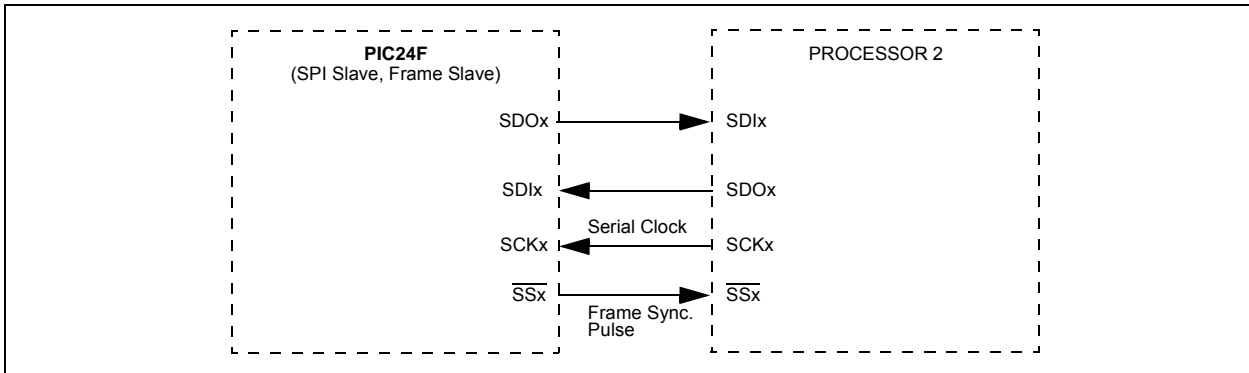 PIC24F
(SPI Slave, Frame Slave)
PROCESSOR 2
SDOx
SDIx
SDIx
SDOx
Serial Clock
SCKx
SCKx
SSx
SSx
Frame Sync.
Pulse